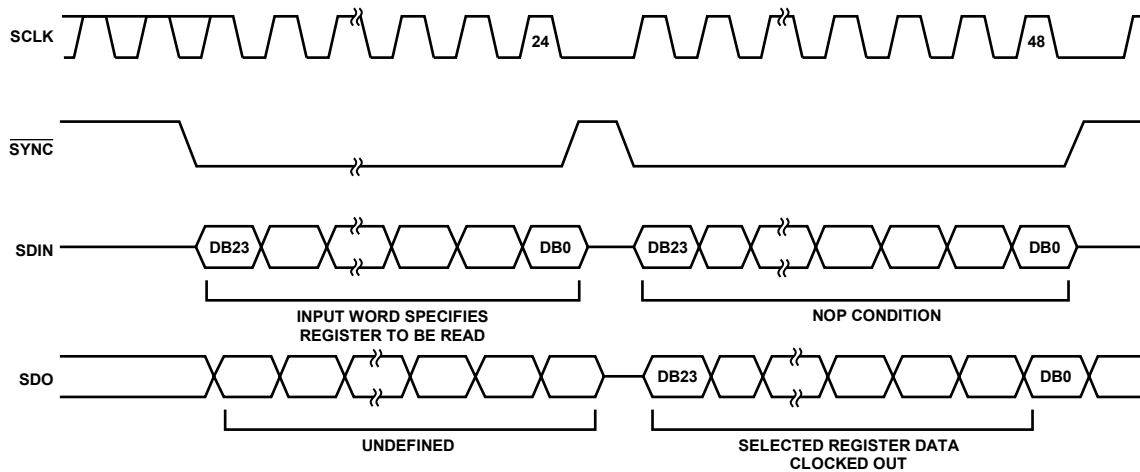 SCLK
24
48
SYNC
SDIN
DB23
DB0
DB23
DB0
INPUT WORD SPECIFIES
REGISTER TO BE READ
NOP CONDITION
SDO
DB23
DB0
UNDEFINED
SELECTED REGISTER DATA
CLOCKED OUT